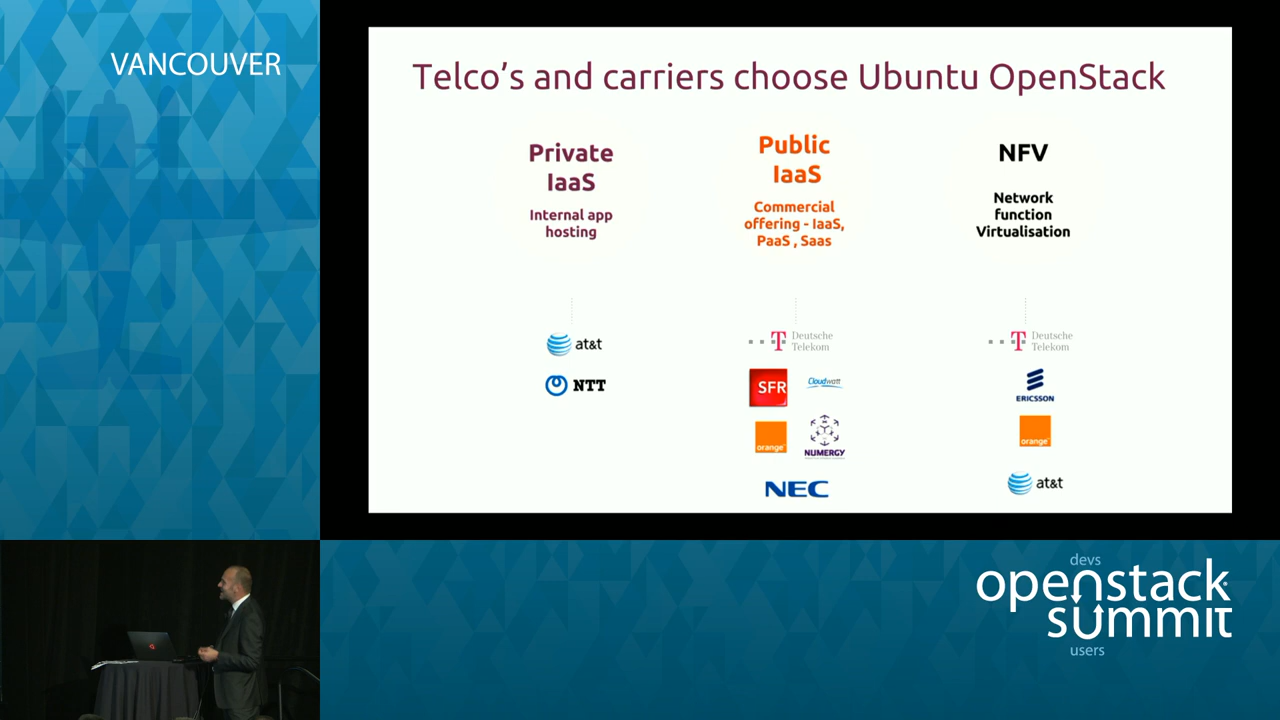 VANCOUVER
Telco's and carriers choose Ubuntu OpenStack
Private
IaaS
Internal app
hosting
at&t
NTT
Public
IaaS
Commercial
offering - IaaS,
PaaS , Saas
Deutsche
Telekom
SFR
Cloudwatt
orange
NUMERGY
NEC
NFV
Network
function
Virtualisation
Deutsche
Telekom
ERICSSON
orange
at&t
devs
openstack
summit
users